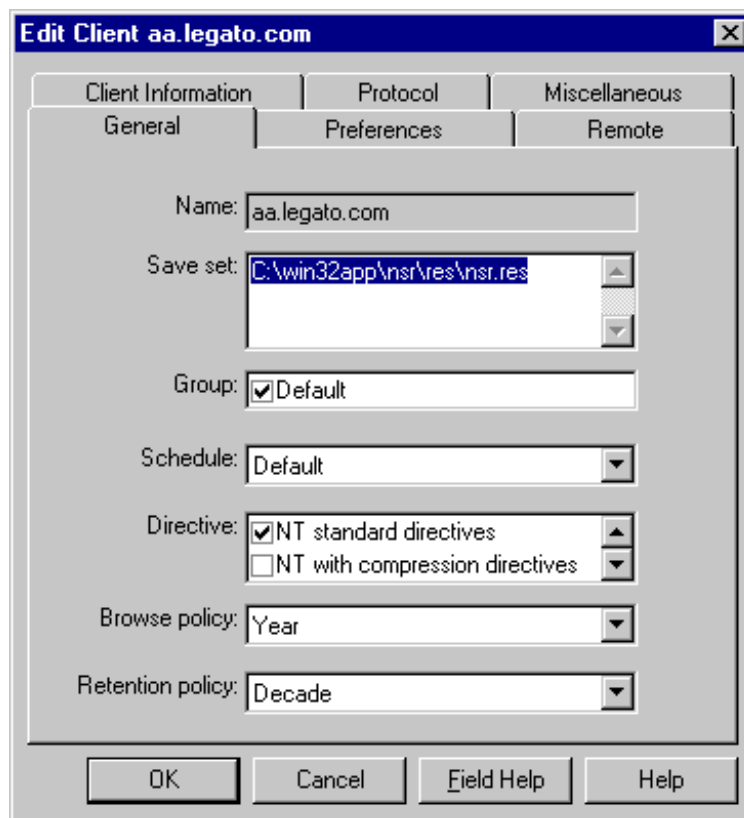 Edit Client aa.legato.com
Client Information Protocol Miscellaneous
General Preferences Remote
Name: aa.legato.com
Save set: C:\win32app\nsr\res\nsr.res
Group: Default
Schedule: Default
Directive: NT standard directives
NT with compression directives
Browse policy: Year
Retention policy: Decade
OK Cancel Field Help Help